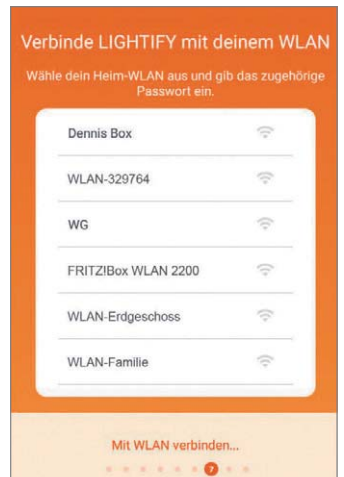 Verbinde LIGHTIFY mit deinem WLAN
Wähle dein Heim-WLAN aus und gib das zugehörige
Passwort ein.
Dennis Box
WLAN-329764
WG
FRITZ!Box WLAN 2200
WLAN-Erdgeschoss
WLAN-Familie
Mit WLAN verbinden...
7